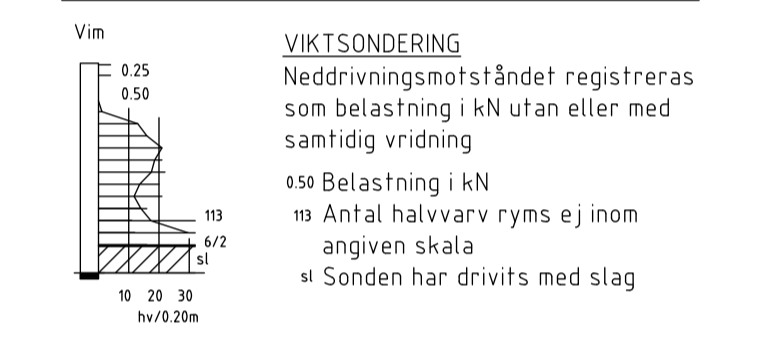 Vim
0.25
0.50
113
6/2
sl
10 20 30
hv/0.20m
VIKTSONDERING
Neddrivningsmotståndet registreras
som belastning i kN utan eller med
samtidig vridning
0.50 Belastning i kN
113 Antal halvvarv ryms ej inom
angiven skala
sl Sonden har drivits med slag